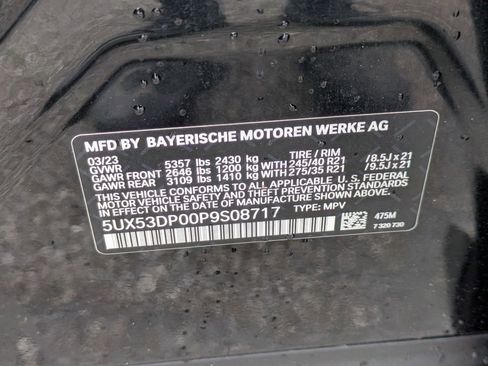 MFD BY BAYERISCHE MOTOREN WERKE AG
03/23 TIRE / RIM
GVWR 5357 lbs 2430 kg
GAWR FRONT 2646 lbs 1200 kg WITH 245/40 R21 /8.5J x 21
GAWR REAR 3109 lbs 1410 kg WITH 275/35 R21 /9.5J x 21
THIS VEHICLE CONFORMS TO ALL APPLICABLE U. S. FEDERAL
MOTOR VEHICLE SAFETY AND THEFT PREVENTION STANDARDS
IN EFFECT ON THE DATE OF MANUFACTURE SHOWN ABOVE.
5UX53DP00P9S08717 TYPE: MPV
475M
7 320 730